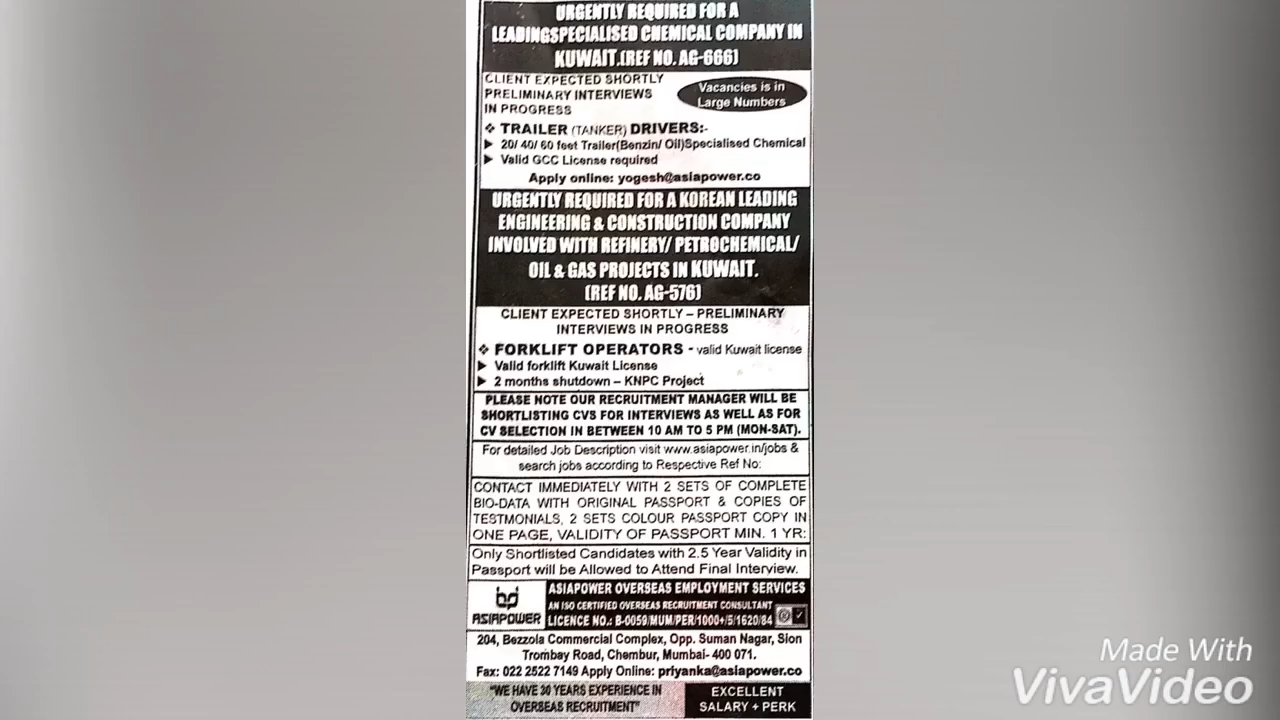 URGENTLY REQUIRED FOR A
LEADINGSPECIALISED CHEMICAL COMPANY IN
KUWAIT.(REF NO. AG-666)
CLIENT EXPECTED SHORTLY
PRELIMINARY INTERVIEWS
IN PROGRESS
Vacancies is in
Large Numbers
❖ TRAILER (TANKER) DRIVERS:-
▶ 20/ 40/ 60 feet Trailer(Benzin/ Oil)Specialised Chemical
▶ Valid GCC License required
Apply online: yogesh@asiapower.co
URGENTLY REQUIRED FOR A KOREAN LEADING
ENGINEERING & CONSTRUCTION COMPANY
INVOLVED WITH REFINERY/ PETROCHEMICAL/
OIL & GAS PROJECTS IN KUWAIT.
(REF NO. AG-576)
CLIENT EXPECTED SHORTLY – PRELIMINARY
INTERVIEWS IN PROGRESS
❖ FORKLIFT OPERATORS - valid Kuwait license
▶ Valid forklift Kuwait License
▶ 2 months shutdown – KNPC Project
PLEASE NOTE OUR RECRUITMENT MANAGER WILL BE
SHORTLISTING CVS FOR INTERVIEWS AS WELL AS FOR
CV SELECTION IN BETWEEN 10 AM TO 5 PM (MON-SAT).
For detailed Job Description visit www.asiapower.in/jobs &
search jobs according to Respective Ref No:
CONTACT IMMEDIATELY WITH 2 SETS OF COMPLETE
BIO-DATA WITH ORIGINAL PASSPORT & COPIES OF
TESTMONIALS, 2 SETS COLOUR PASSPORT COPY IN
ONE PAGE, VALIDITY OF PASSPORT MIN. 1 YR:
Only Shortlisted Candidates with 2.5 Year Validity in
Passport will be Allowed to Attend Final Interview.
ASIAPOWER
ASIAPOWER OVERSEAS EMPLOYMENT SERVICES
AN ISO CERTIFIED OVERSEAS RECRUITMENT CONSULTANT
LICENCE NO.: B-0059/MUM/PER/1000+/5/1620/84
204, Bezzola Commercial Complex, Opp. Suman Nagar, Sion
Trombay Road, Chembur, Mumbai- 400 071.
Fax: 022 2522 7149 Apply Online: priyanka@asiapower.co
"WE HAVE 30 YEARS EXPERIENCE IN
OVERSEAS RECRUITMENT"
EXCELLENT
SALARY + PERK
Made With
VivaVideo